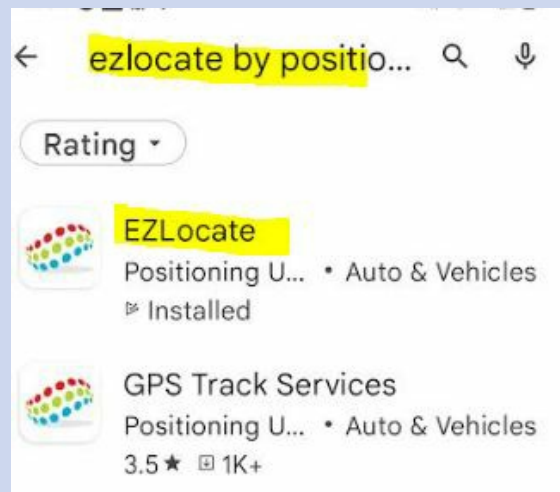 ezlocate by positio...
Rating
EZLocate
Positioning U... • Auto & Vehicles
Installed
GPS Track Services
Positioning U... • Auto & Vehicles
3.5★ 1K+